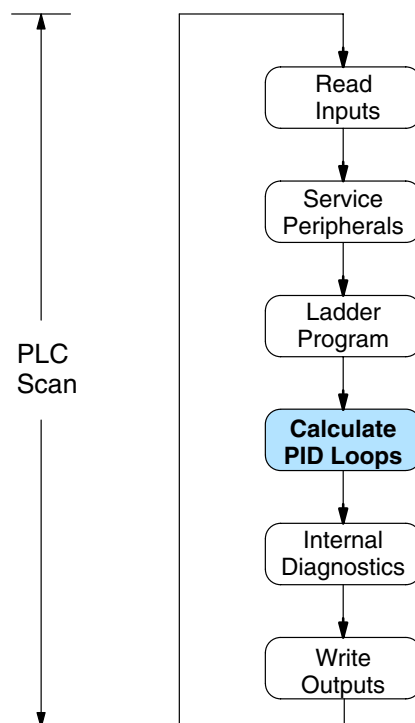 Read
Inputs
Service
Peripherals
Ladder
Program
PLC
Scan
Calculate
PID Loops
Internal
Diagnostics
Write
Outputs